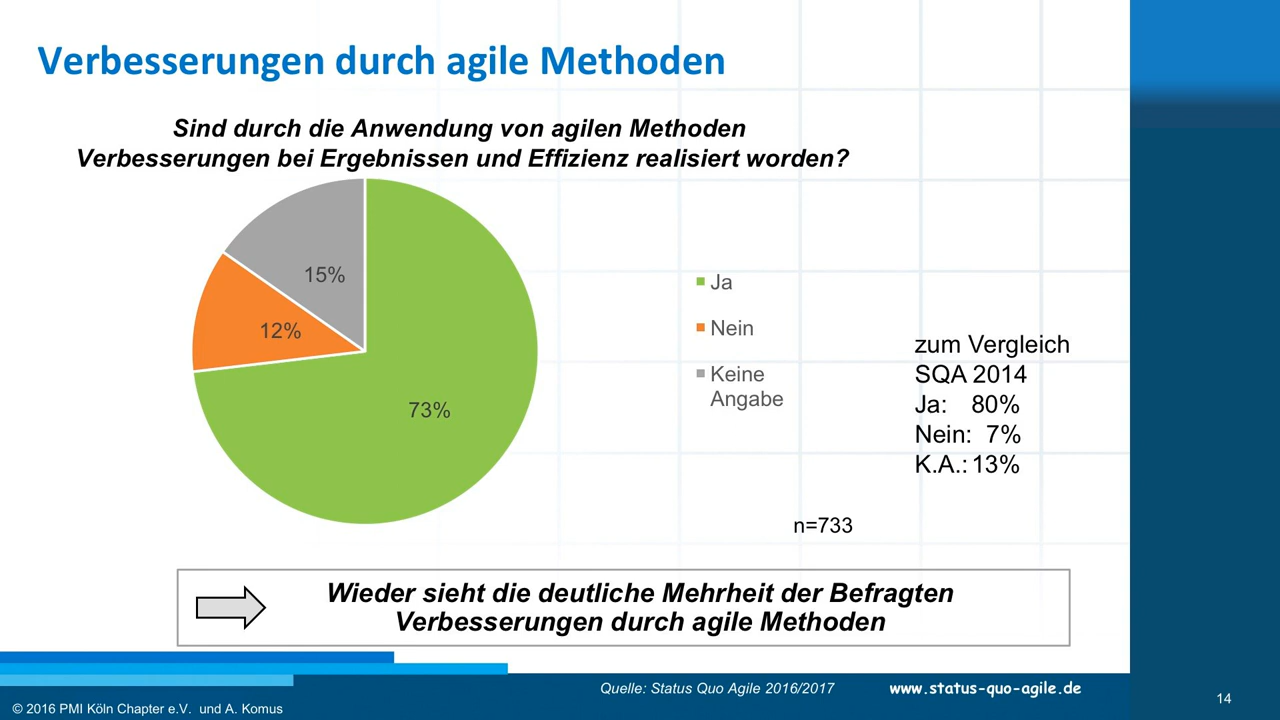 Verbesserungen durch agile Methoden
Sind durch die Anwendung von agilen Methoden
Verbesserungen bei Ergebnissen und Effizienz realisiert worden?
15%
12%
73%
Ja
Nein
Keine
Angabe
zum Vergleich
SQA 2014
Ja: 80%
Nein: 7%
K.A.: 13%
n=733
Wieder sieht die deutliche Mehrheit der Befragten
Verbesserungen durch agile Methoden
Quelle: Status Quo Agile 2016/2017
www.status-quo-agile.de
14
© 2016 PMI Köln Chapter e.V. und A. Komus